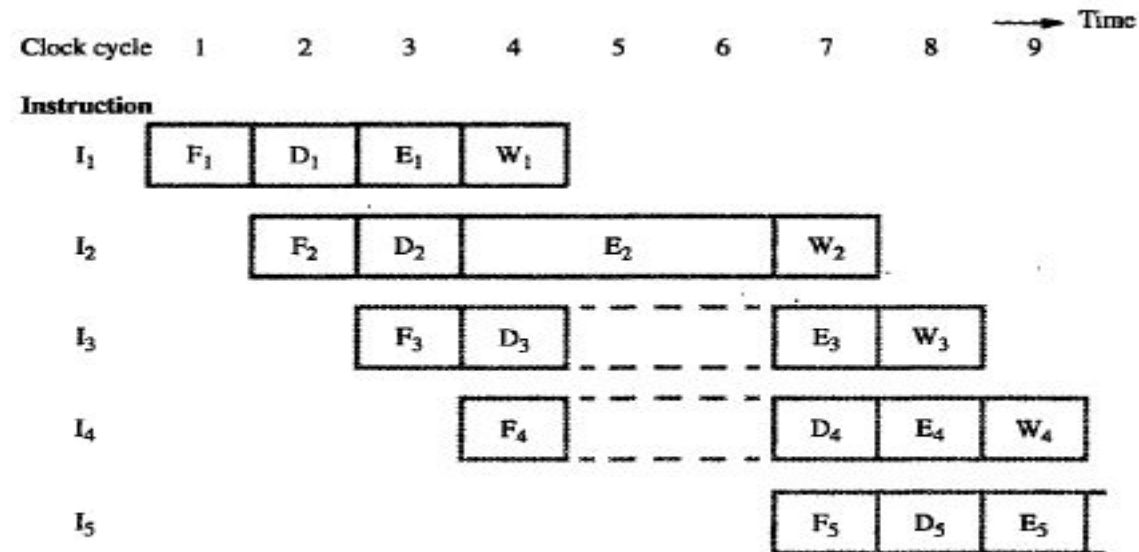 Time
Clock cycle 1 2 3 4 5 6 7 8 9
Instruction
I₁ F₁ D₁ E₁ W₁
I₂ F₂ D₂ E₂ W₂
I₃ F₃ D₃ E₃ W₃
I₄ F₄ D₄ E₄ W₄
I₅ F₅ D₅ E₅